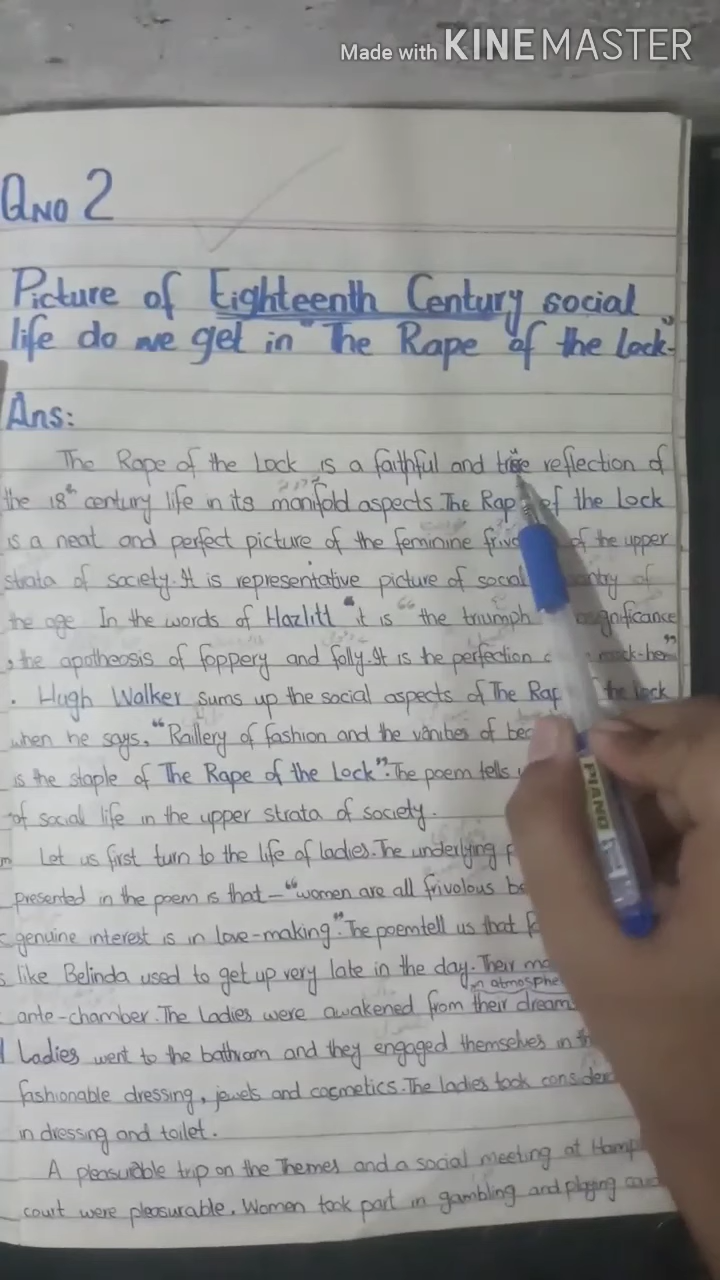 Made with KINEMASTER
QNO 2
Picture of Eighteenth Century social
life do we get in "The Rape of the Lock"
Ans:
The Rape of the Lock is a faithful and true reflection of
the 18th century life in its manifold aspects. The Rap of the Lock
is a neat and perfect picture of the feminine of the upper
strata of society. It is representative picture of social of
the age. In the words of Hazlitt "it is "the triumph
, the apotheosis of foppery and folly. It is the perfection mock-
. Hugh Walker sums up the social aspects of The Rap the Lock
when he says, "Raillery of fashion and the vanities of
is the staple of The Rape of the Lock". The poem tells
of social life in the upper strata of society.
Let us first turn to the life of ladies. The underlying
presented in the poem is that - "women are all frivolous
genuine interest is in love-making". The poem tell us that
like Belinda used to get up very late in the day. Their
in
ante-chamber. The Ladies were awakened from their dream
Ladies went to the bathroom and they engaged themselves in
fashionable dressing, jewels and cosmetics. The ladies took
in dressing and toilet.
A pleasurable trip on the Themes and a social meeting at
court were pleasurable. Women took part in gambling and playing
PIANO